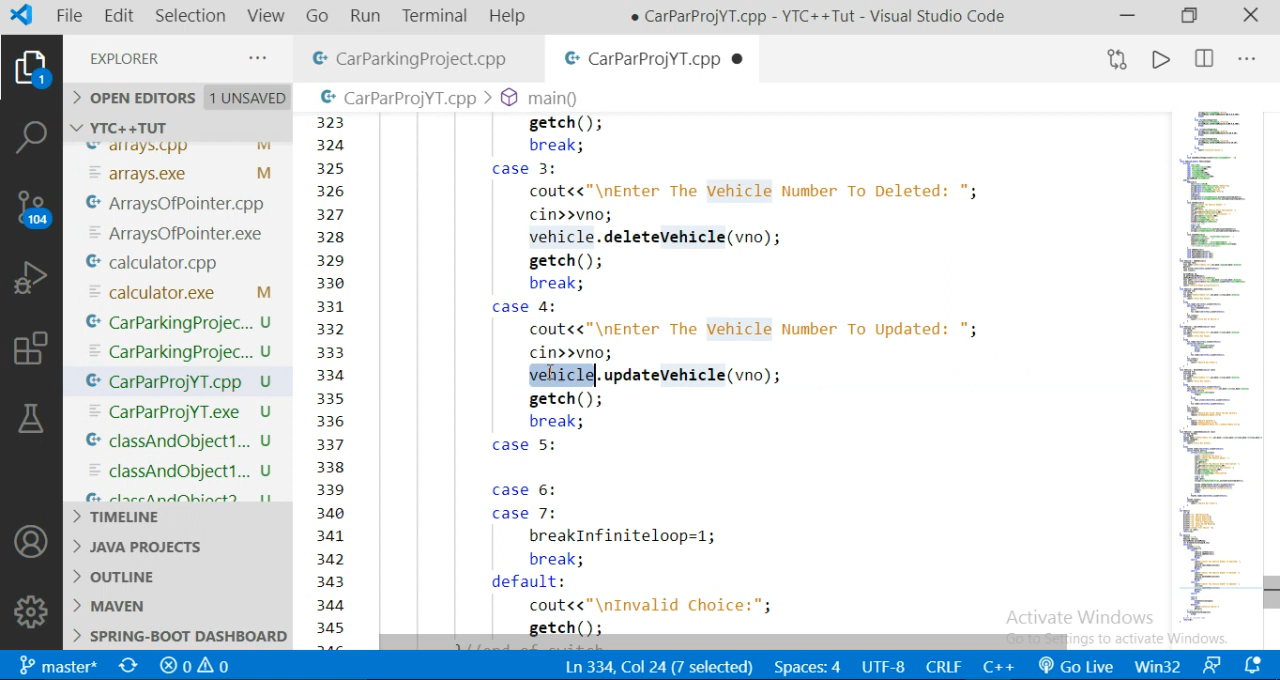 File Edit Selection View Go Run Terminal Help ● CarParProjYT.cpp - YTC++Tut - Visual Studio Code
EXPLORER ··· CarParkingProject.cpp CarParProjYT.cpp
OPEN EDITORS 1 UNSAVED CarParProjYT.cpp > main()
YTC++TUT
323 getch();
arrays.cpp M
324 break;
325 case 3:
arrays.exe M
326 cout<<"\nEnter The Vehicle Number To Deleted: ";
ArraysOfPointer.cpp
327 cin>>vno;
ArraysOfPointer.exe
328 vehicle.deleteVehicle(vno);
104
calculator.cpp
329 getch();
330 break;
calculator.exe M
331 case 4:
CarParkingProjec... U
332 cout<<"\nEnter The Vehicle Number To Updated: ";
CarParkingProjec... U
333 cin>>vno;
334 vehicle.updateVehicle(vno);
CarParProjYT.cpp U
335 getch();
CarParProjYT.exe U
336 break;
classAndObject1... U
337 case 5:
classAndObject1... U
338
339 case 6:
classAndObject2... U
340 case 7:
TIMELINE
341 breakInfiniteloop=1;
JAVA PROJECTS
342 break;
OUTLINE
343 default:
MAVEN
344 cout<<"\nInvalid Choice:";
SPRING-BOOT DASHBOARD
345 getch();
346 }//end of switch
Activate Windows
Go to Settings to activate Windows.
master* 0 0 Ln 334, Col 24 (7 selected) Spaces: 4 UTF-8 CRLF C++ Go Live Win32